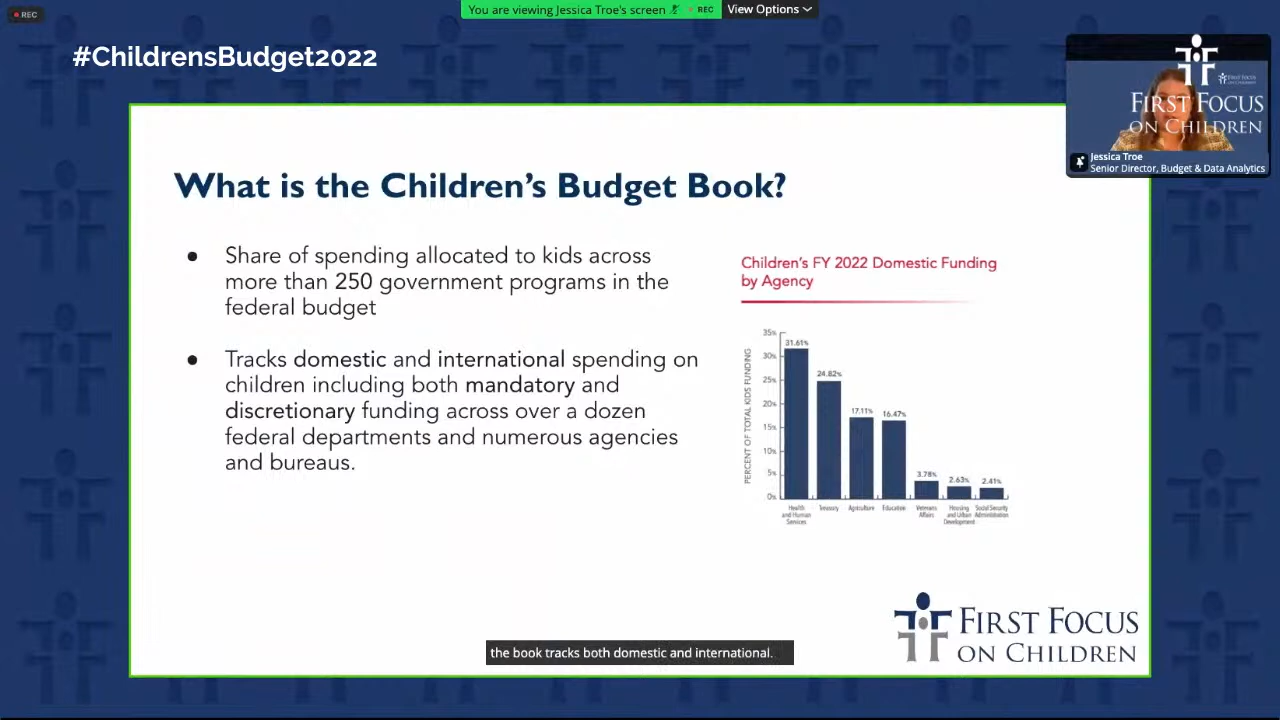 REC
You are viewing Jessica Troe's screen
REC
View Options
#ChildrensBudget2022
First Focus
on Children
FIRST FOCUS
ON CHILDREN
Jessica Troe
Senior Director, Budget & Data Analytics
What is the Children's Budget Book?
● Share of spending allocated to kids across
more than 250 government programs in the
federal budget
● Tracks domestic and international spending on
children including both mandatory and
discretionary funding across over a dozen
federal departments and numerous agencies
and bureaus.
Children's FY 2022 Domestic Funding
by Agency
PERCENT OF TOTAL KIDS FUNDING
35%
30%
25%
20%
15%
10%
5%
0%
31.61%
24.82%
17.11%
16.47%
3.78%
2.63%
2.41%
Health
and Human
Services
Treasury
Agriculture
Education
Veterans
Affairs
Housing
and Urban
Development
Social Security
Administration
FIRST FOCUS
ON CHILDREN
the book tracks both domestic and international.